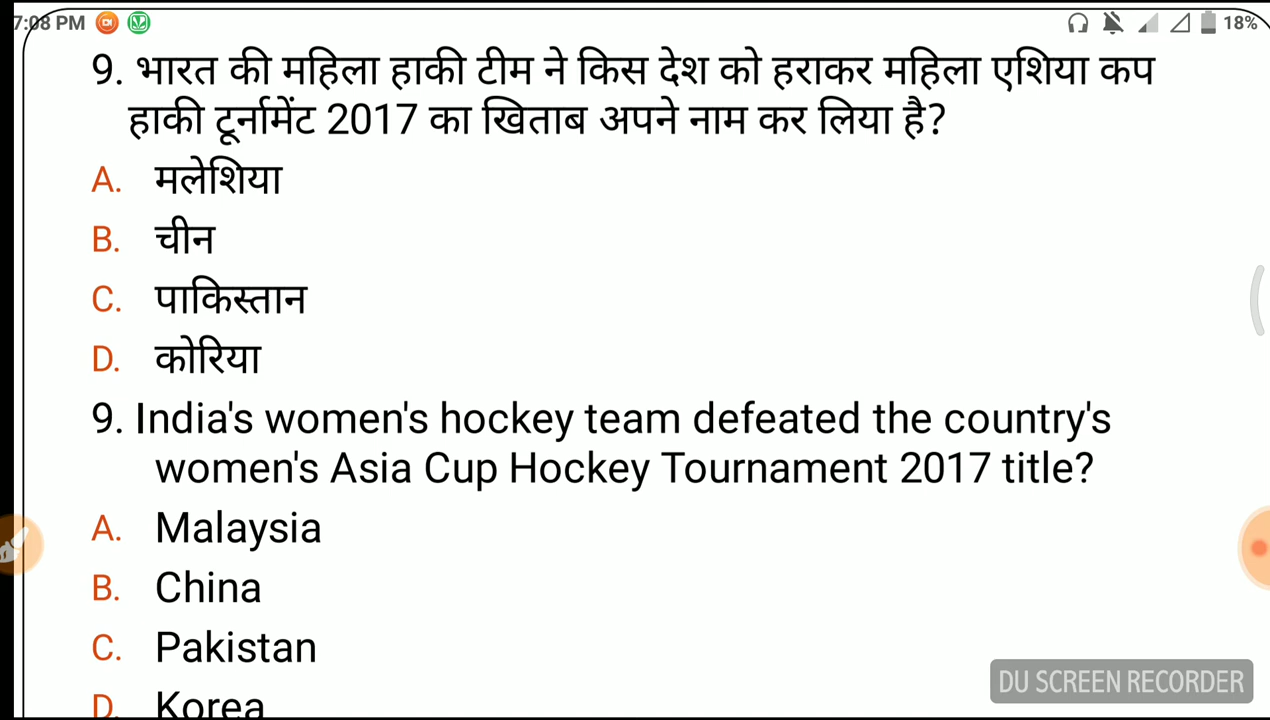 7:08 PM
18%
9. भारत की महिला हाकी टीम ने किस देश को हराकर महिला एशिया कप
हाकी टूर्नामेंट 2017 का खिताब अपने नाम कर लिया है?
A. मलेशिया
B. चीन
C. पाकिस्तान
D. कोरिया
9. India's women's hockey team defeated the country's
women's Asia Cup Hockey Tournament 2017 title?
A. Malaysia
B. China
C. Pakistan
D. Korea
DU SCREEN RECORDER